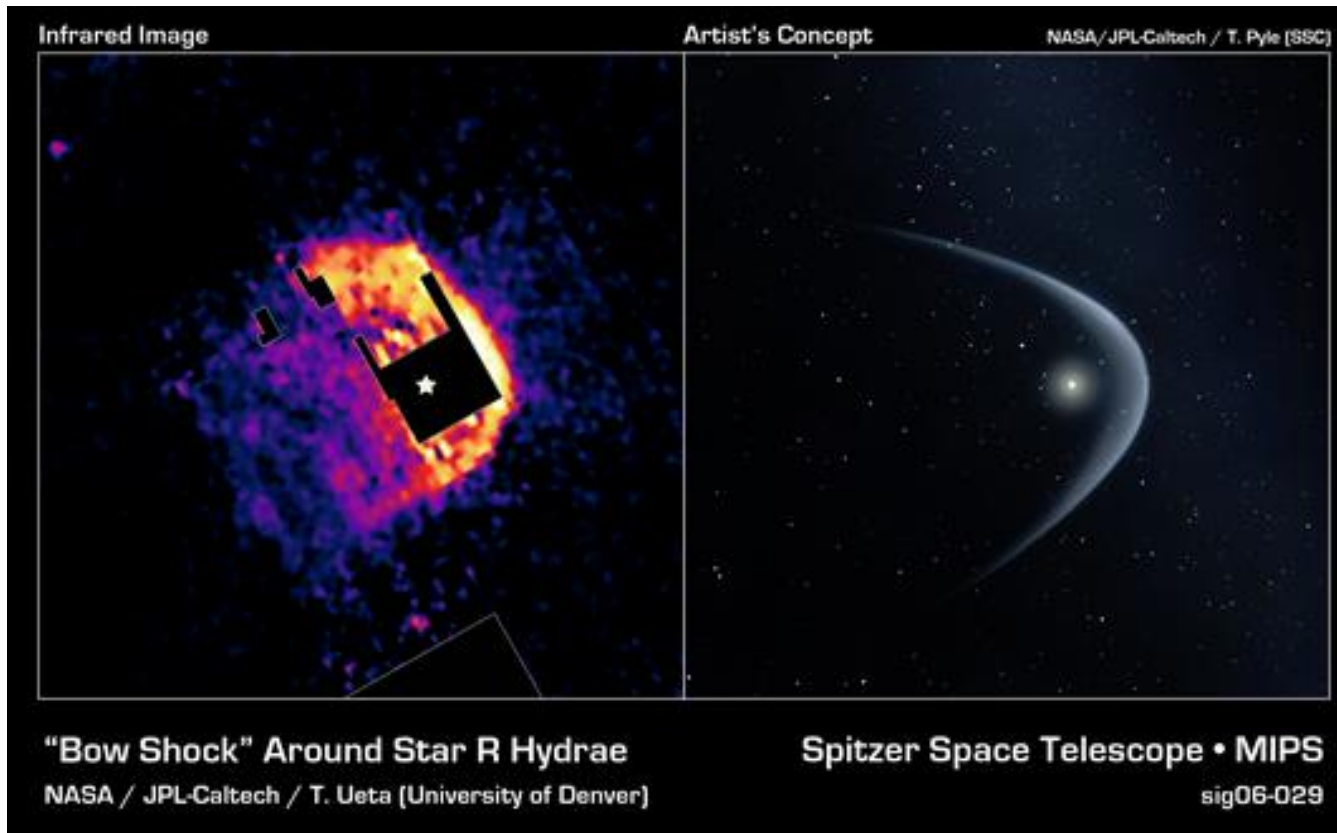 Infrared Image
Artist's Concept
NASA/JPL-Caltech / T. Pyle (SSC)
“Bow Shock” Around Star R Hydrae
NASA / JPL-Caltech / T. Ueta (University of Denver)
Spitzer Space Telescope • MIPS
sig06-029